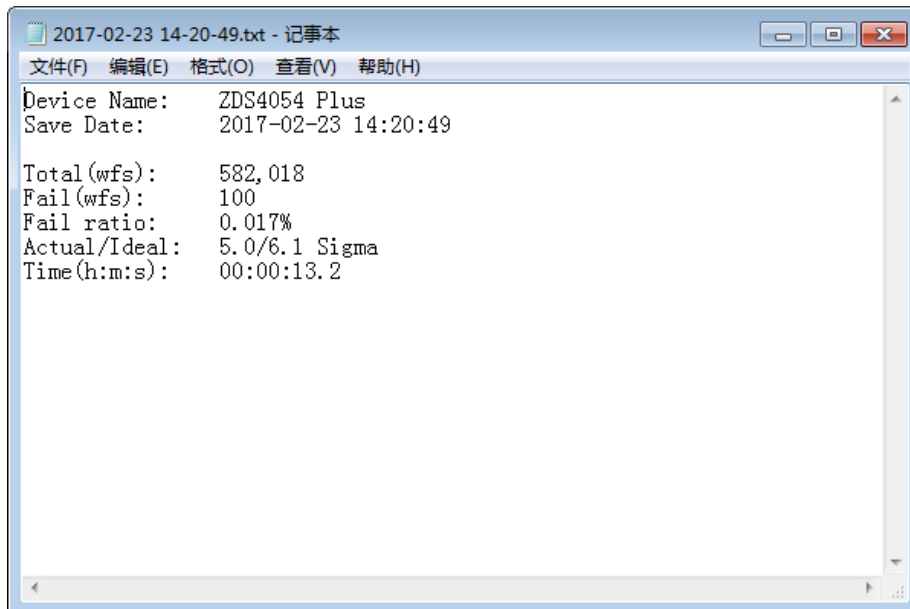 2017-02-23 14-20-49.txt - 记事本
文件(F) 编辑(E) 格式(O) 查看(V) 帮助(H)
Device Name: ZDS4054 Plus
Save Date: 2017-02-23 14:20:49
Total(wfs): 582,018
Fail(wfs): 100
Fail ratio: 0.017%
Actual/Ideal: 5.0/6.1 Sigma
Time(h:m:s): 00:00:13.2